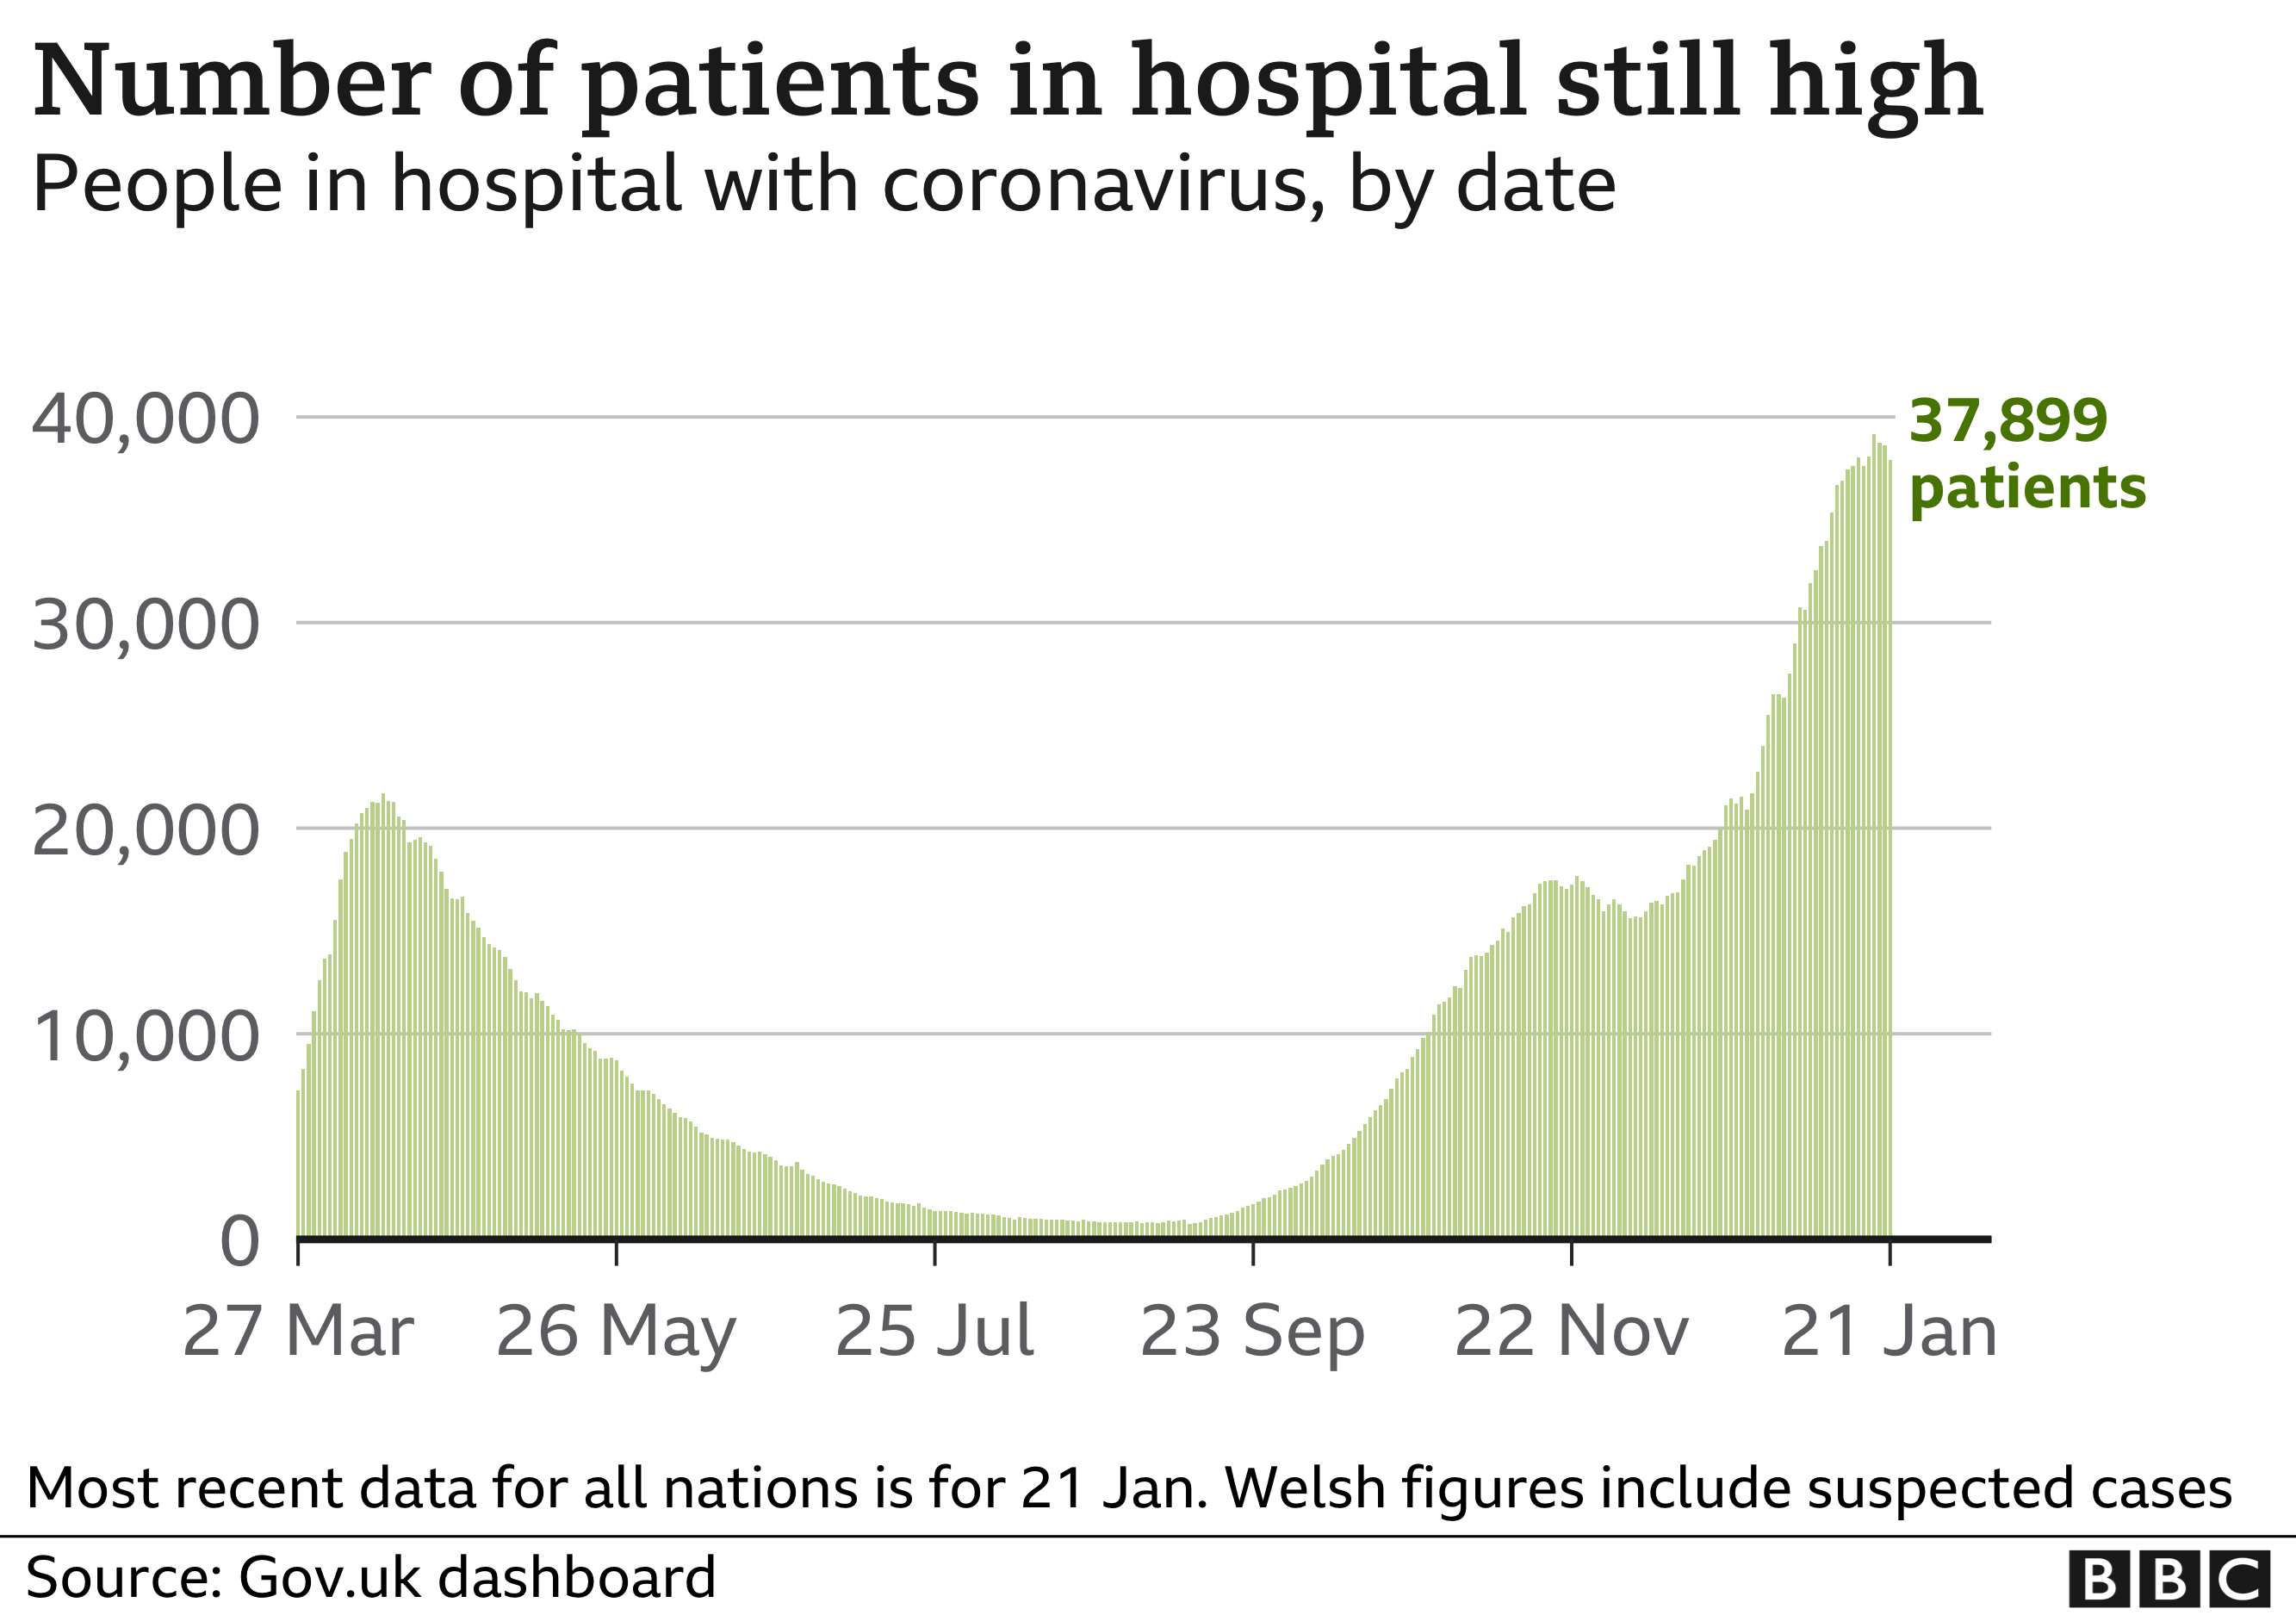 Number of patients in hospital still high
People in hospital with coronavirus, by date
40,000
37,899
patients
30,000
20,000
10,000
0
27 Mar 26 May 25 Jul 23 Sep 22 Nov 21 Jan
Most recent data for all nations is for 21 Jan. Welsh figures include suspected cases
Source: Gov.uk dashboard
BBC